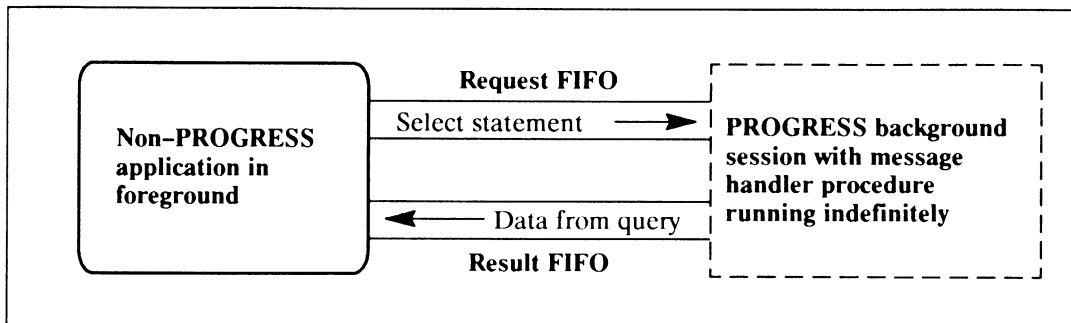 Request FIFO
Non-PROGRESS
application in
foreground
Select statement
PROGRESS background
session with message
handler procedure
running indefinitely
Data from query
Result FIFO